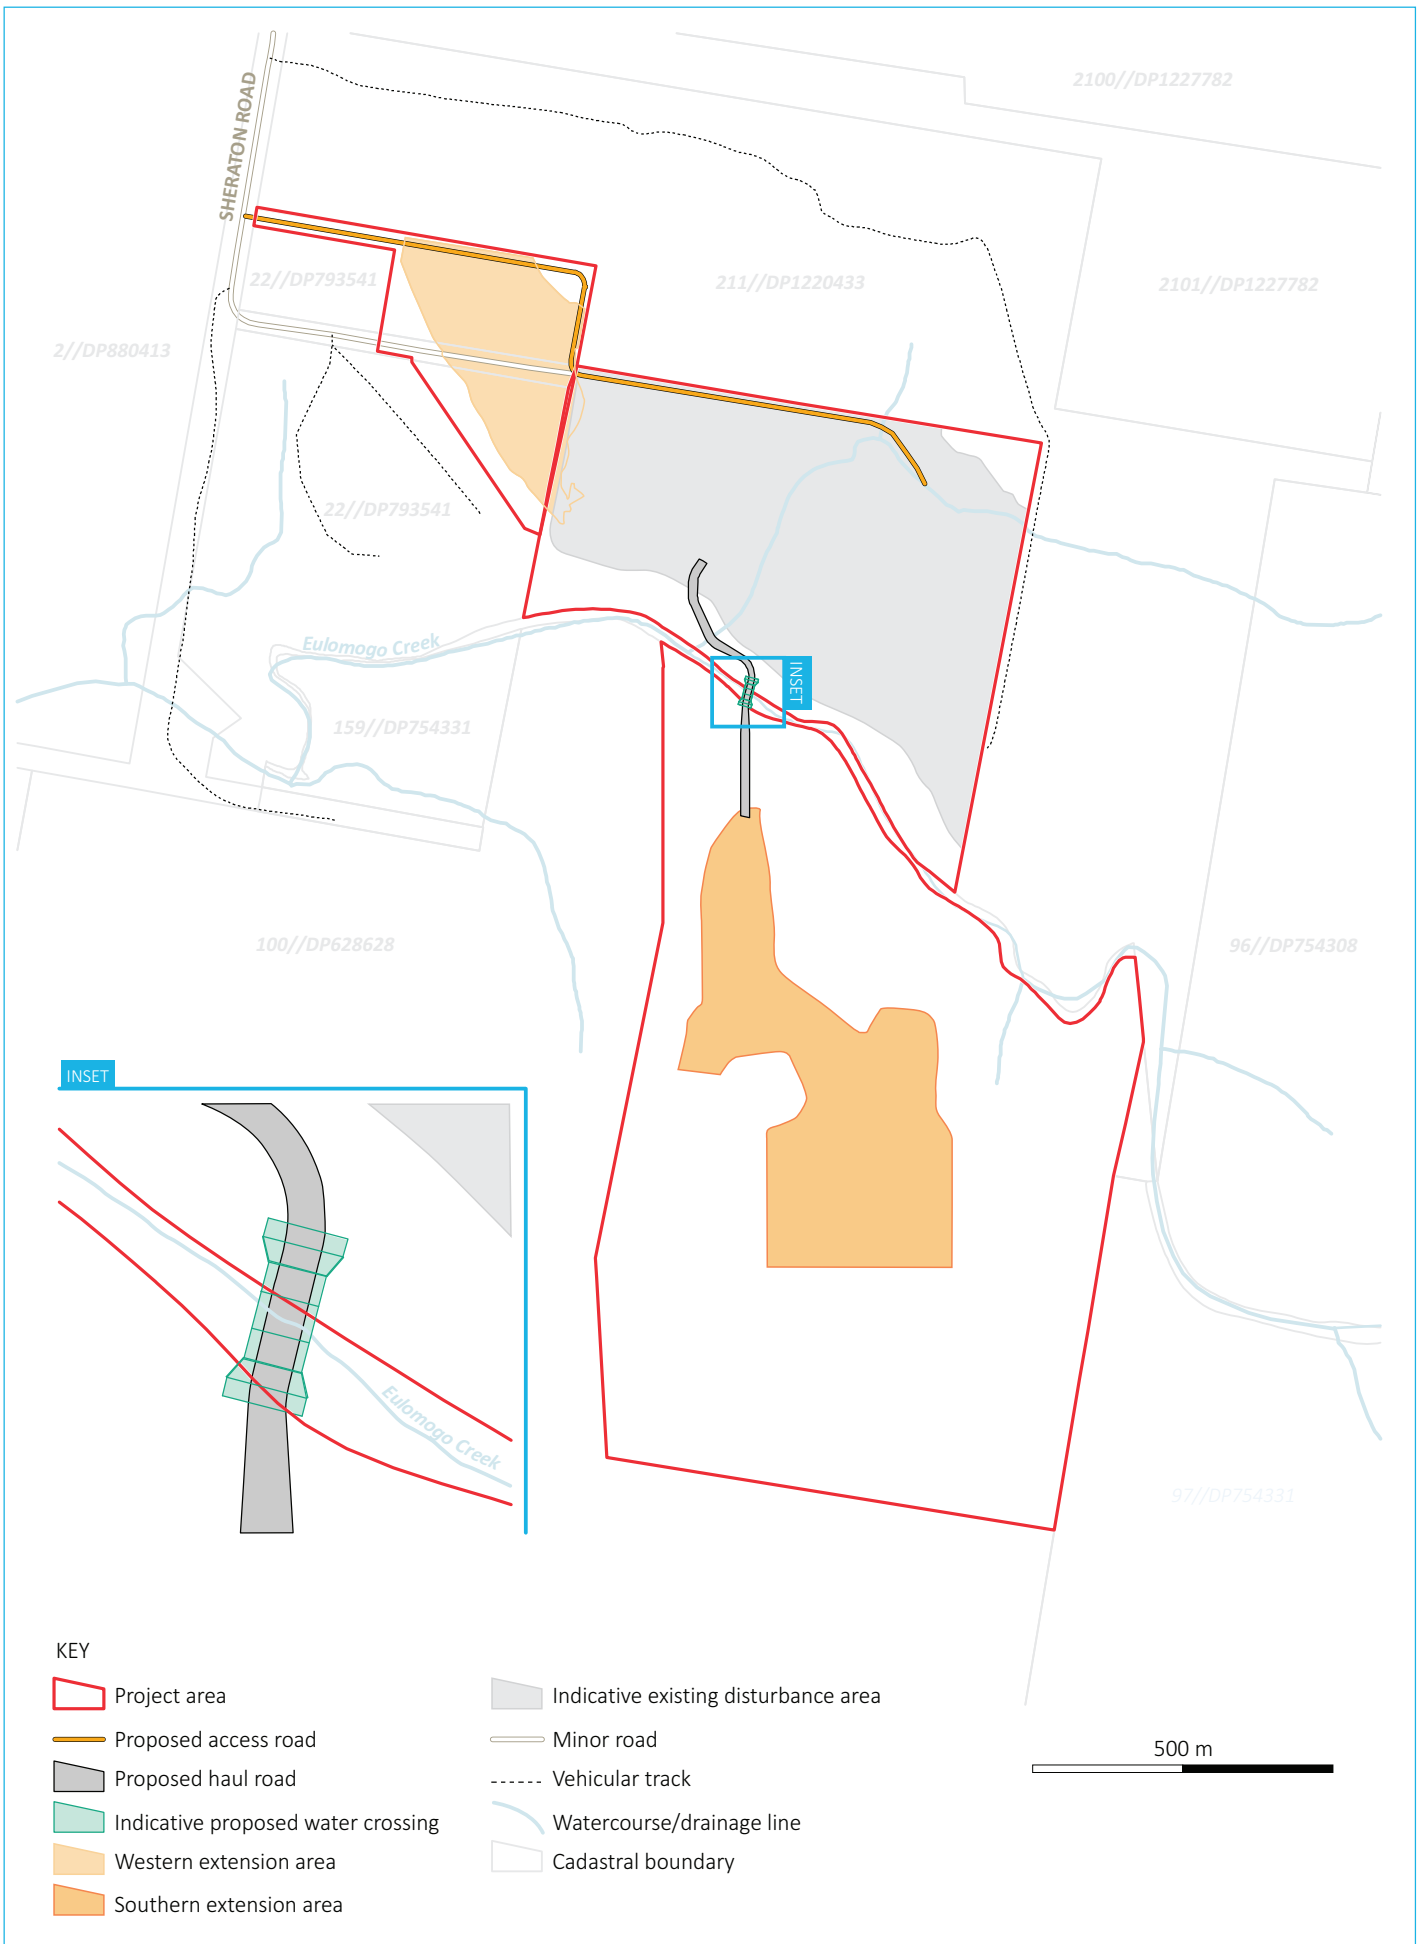 2100//DP1227782
SHERATON ROAD
22//DP793541
211//DP1220433
2101//DP1227782
2//DP880413
22//DP793541
Eulomogo Creek
INSET
159//DP754331
100//DP628628
96//DP754308
INSET
Eulomogo Creek
97//DP754331
KEY
Project area
Proposed access road
Proposed haul road
Indicative proposed water crossing
Western extension area
Southern extension area
Indicative existing disturbance area
Minor road
Vehicular track
Watercourse/drainage line
Cadastral boundary
500 m